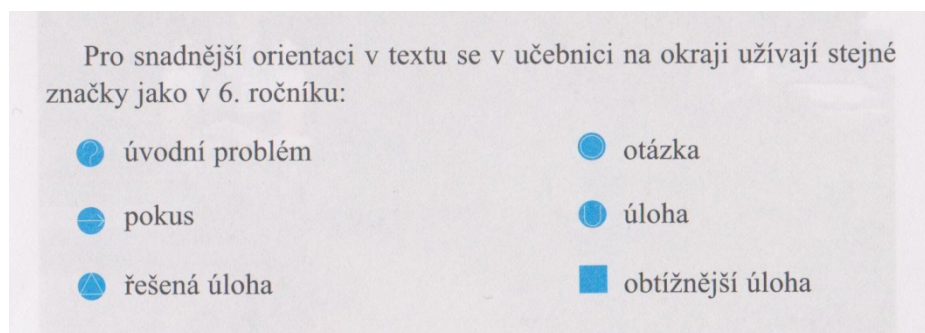 Pro snadnější orientaci v textu se v učebnici na okraji užívají stejné
značky jako v 6. ročníku:
úvodní problém
pokus
řešená úloha
otázka
úloha
obtížnější úloha